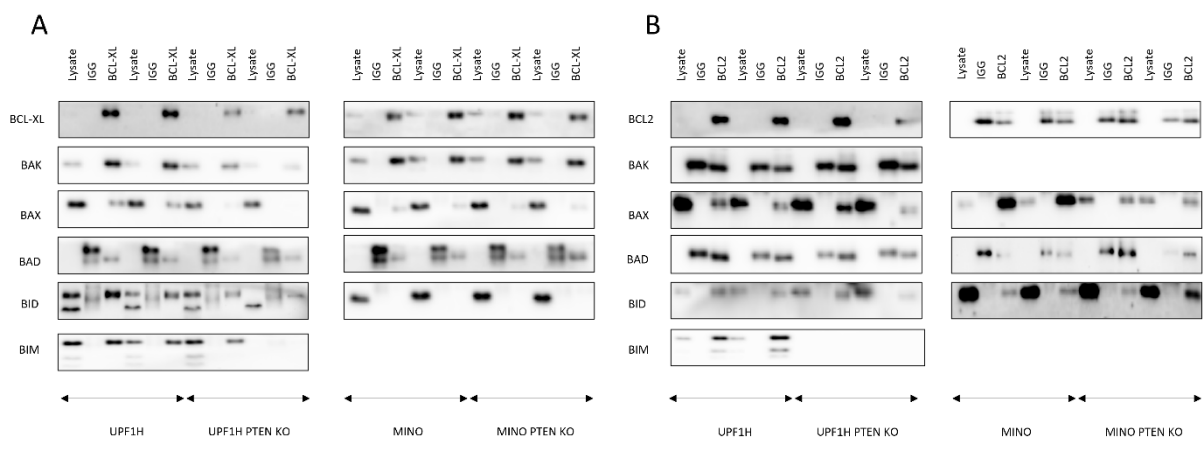 A
B
Lysate IGG BCL-XL Lysate IGG BCL-XL Lysate IGG BCL-XL Lysate IGG BCL-XL
Lysate IGG BCL-XL Lysate IGG BCL-XL Lysate IGG BCL-XL Lysate IGG BCL-XL
Lysate IGG BCL2 Lysate IGG BCL2 Lysate IGG BCL2 Lysate IGG BCL2
Lysate IGG BCL2 Lysate IGG BCL2 Lysate IGG BCL2 Lysate IGG BCL2
BCL-XL
BAK
BAX
BAD
BID
BIM
BCL2
BAK
BAX
BAD
BID
BIM
UPF1H
UPF1H PTEN KO
MINO
MINO PTEN KO
UPF1H
UPF1H PTEN KO
MINO
MINO PTEN KO